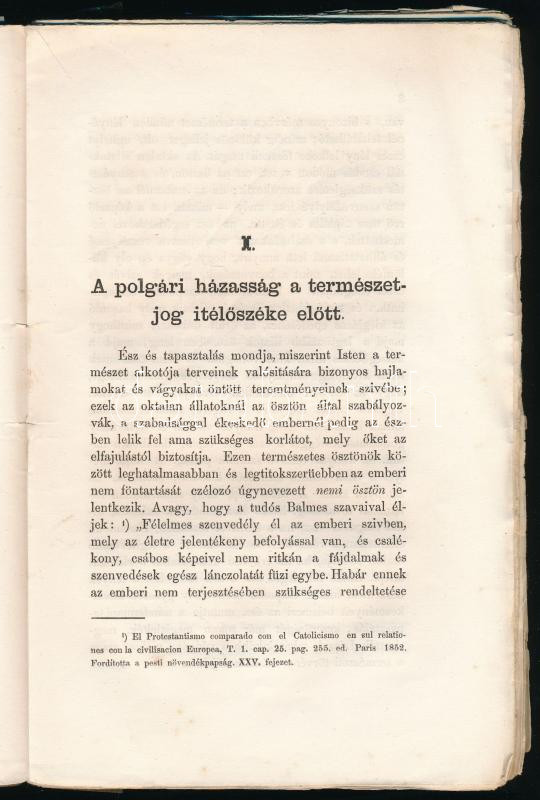 A polgári házasság a természet-
jog itélőszéke előtt.
Ész és tapasztalás mondja, miszerint Isten a ter-
mészet alkotója terveinek valósitására bizonyos hajla-
mokat és vágyakat öntött teremtményeinek szivébe;
ezek az oktalan állatoknál az ösztön által szabályoz-
vák, a szabadsággal ékeskedő embernél pedig az ész-
ben lelik fel ama szükséges korlátot, mely őket az
elfajulástól biztosítja. Ezen természetes ösztönök kö-
zött leghatalmasabban és legtitokszerüebben az emberi
nem föntartását czélozó úgynevezett nemi ösztön je-
lentkezik. Avagy, hogy a tudós Balmes szavaival él-
jek: ¹) „Félelmes szenvedély él az emberi szivben,
mely az életre jelentékeny befolyással van, és csalé-
kony, csábos képeivel nem ritkán a fájdalmak és
szenvedések egész lánczolatát füzi egybe. Habár ennek
az emberi nem terjesztésében szükséges rendeltetése
¹) El Protestantismo comparado con el Catolicismo en sul relatio-
nes con la civilisacion Europea, T. 1. cap. 25. pag. 255. ed. Paris 1852.
Forditotta a pesti növendékpapság. XXV. fejezet.